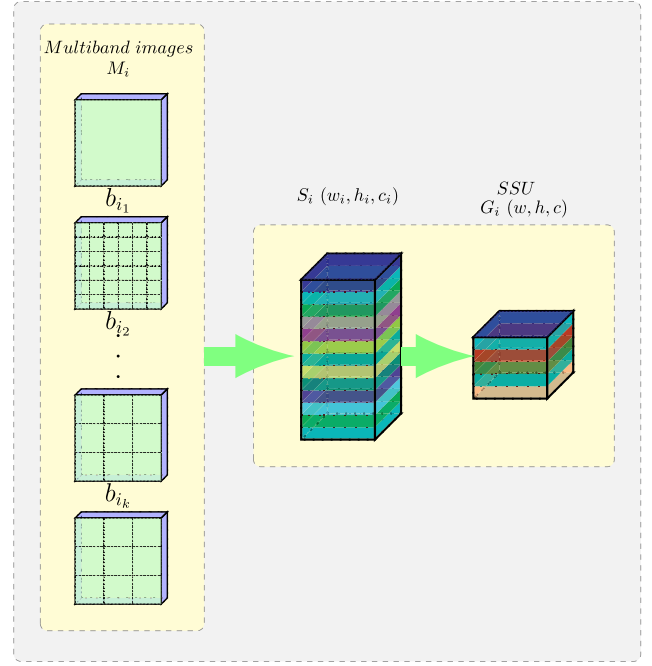 Multiband images
M_i
b_{i_1}
b_{i_2}
b_{i_k}
S_i (w_i, h_i, c_i)
SSU
G_i (w, h, c)